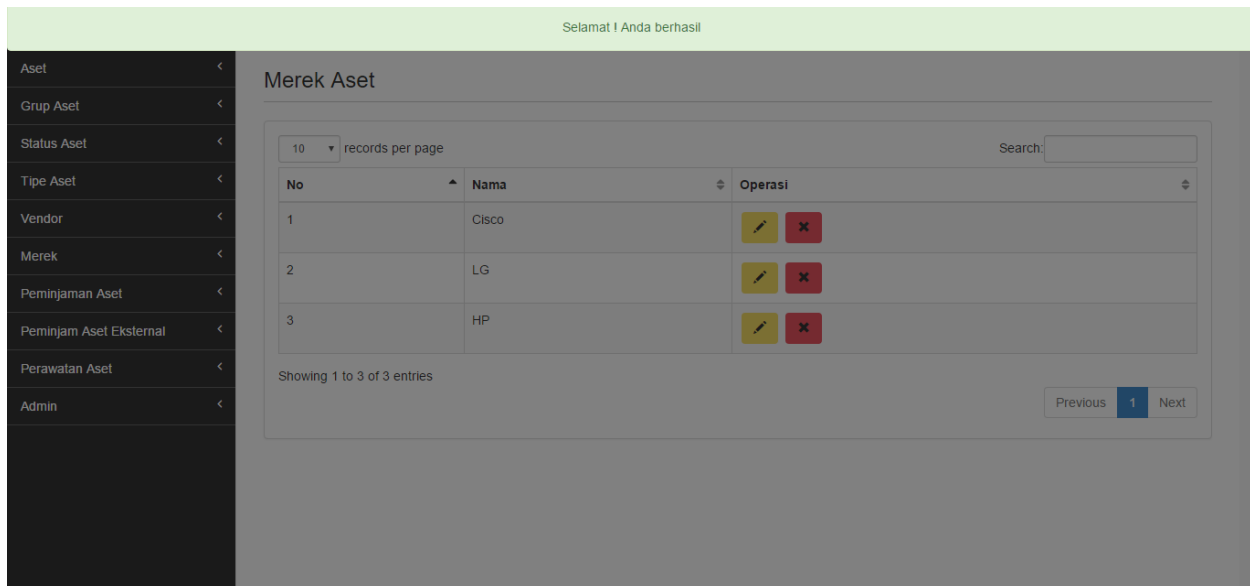 Selamat ! Anda berhasil
Aset
Grup Aset
Status Aset
Tipe Aset
Vendor
Merek
Peminjaman Aset
Peminjam Aset Eksternal
Perawatan Aset
Admin
Merek Aset
10 records per page Search:
No Nama Operasi
1 Cisco
2 LG
3 HP
Showing 1 to 3 of 3 entries
Previous 1 Next